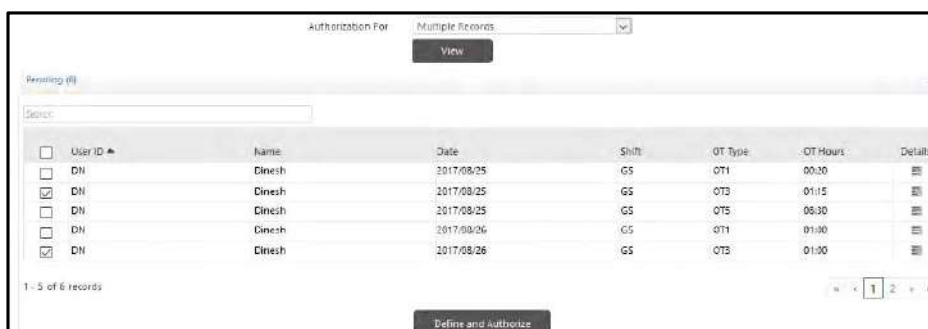 Authorization For Multiple Records
View
Pending (6)
Search
User ID Name Date Shift OT Type OT Hours Details
DN Dinesh 2017/08/25 GS OT1 00:20
DN Dinesh 2017/08/25 GS OT3 01:15
DN Dinesh 2017/08/25 GS OT5 06:30
DN Dinesh 2017/08/26 GS OT1 01:00
DN Dinesh 2017/08/26 GS OT3 01:00
1 - 5 of 6 records « ‹ 1 2 ›
Define and Authorize